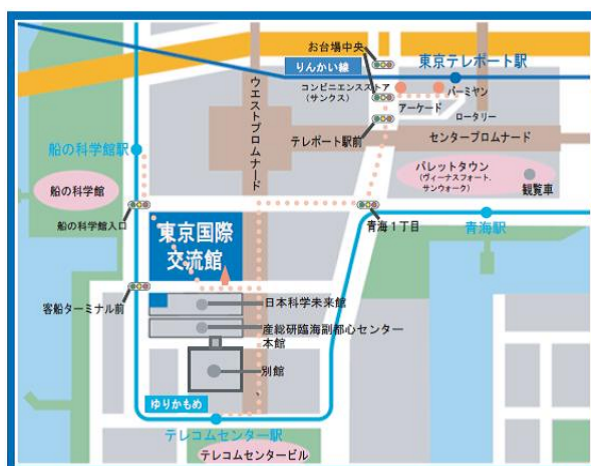 お台場中央
りんかい線
東京テレポート駅
コンビニエンスストア
(サンクス)
バーミヤン
アーケード
ロータリー
ウエストプロムナード
テレポート駅前
センタープロムナード
船の科学館駅
パレットタウン
(ヴィーナスフォート,
サンウォーク)
観覧車
船の科学館
船の科学館入口
東京国際
交流館
青海1丁目
青海駅
客船ターミナル前
日本科学未来館
産総研臨海副都心センター
本館
別館
ゆりかもめ
テレコムセンター駅
テレコムセンタービル